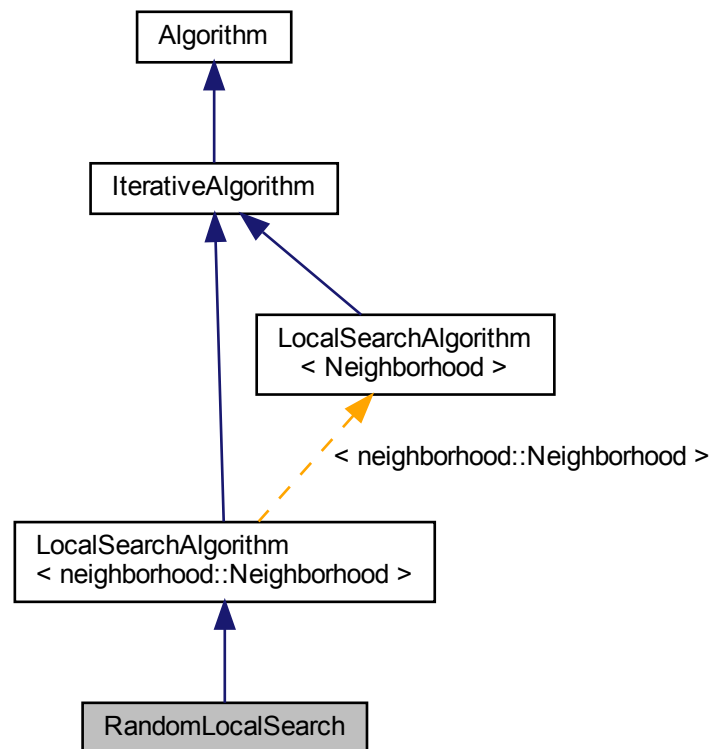 Algorithm
IterativeAlgorithm
LocalSearchAlgorithm
< Neighborhood >
< neighborhood::Neighborhood >
LocalSearchAlgorithm
< neighborhood::Neighborhood >
RandomLocalSearch